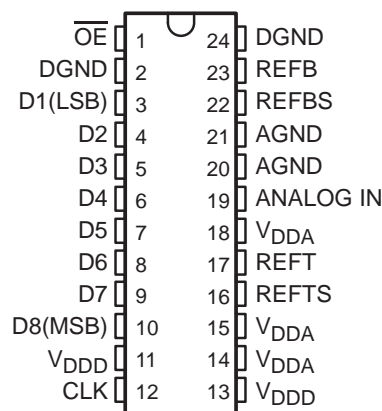 OE 1 24 DGND
DGND 2 23 REFB
D1(LSB) 3 22 REFBS
D2 4 21 AGND
D3 5 20 AGND
D4 6 19 ANALOG IN
D5 7 18 VDDA
D6 8 17 REFT
D7 9 16 REFTS
D8(MSB) 10 15 VDDA
VDDD 11 14 VDDA
CLK 12 13 VDDD